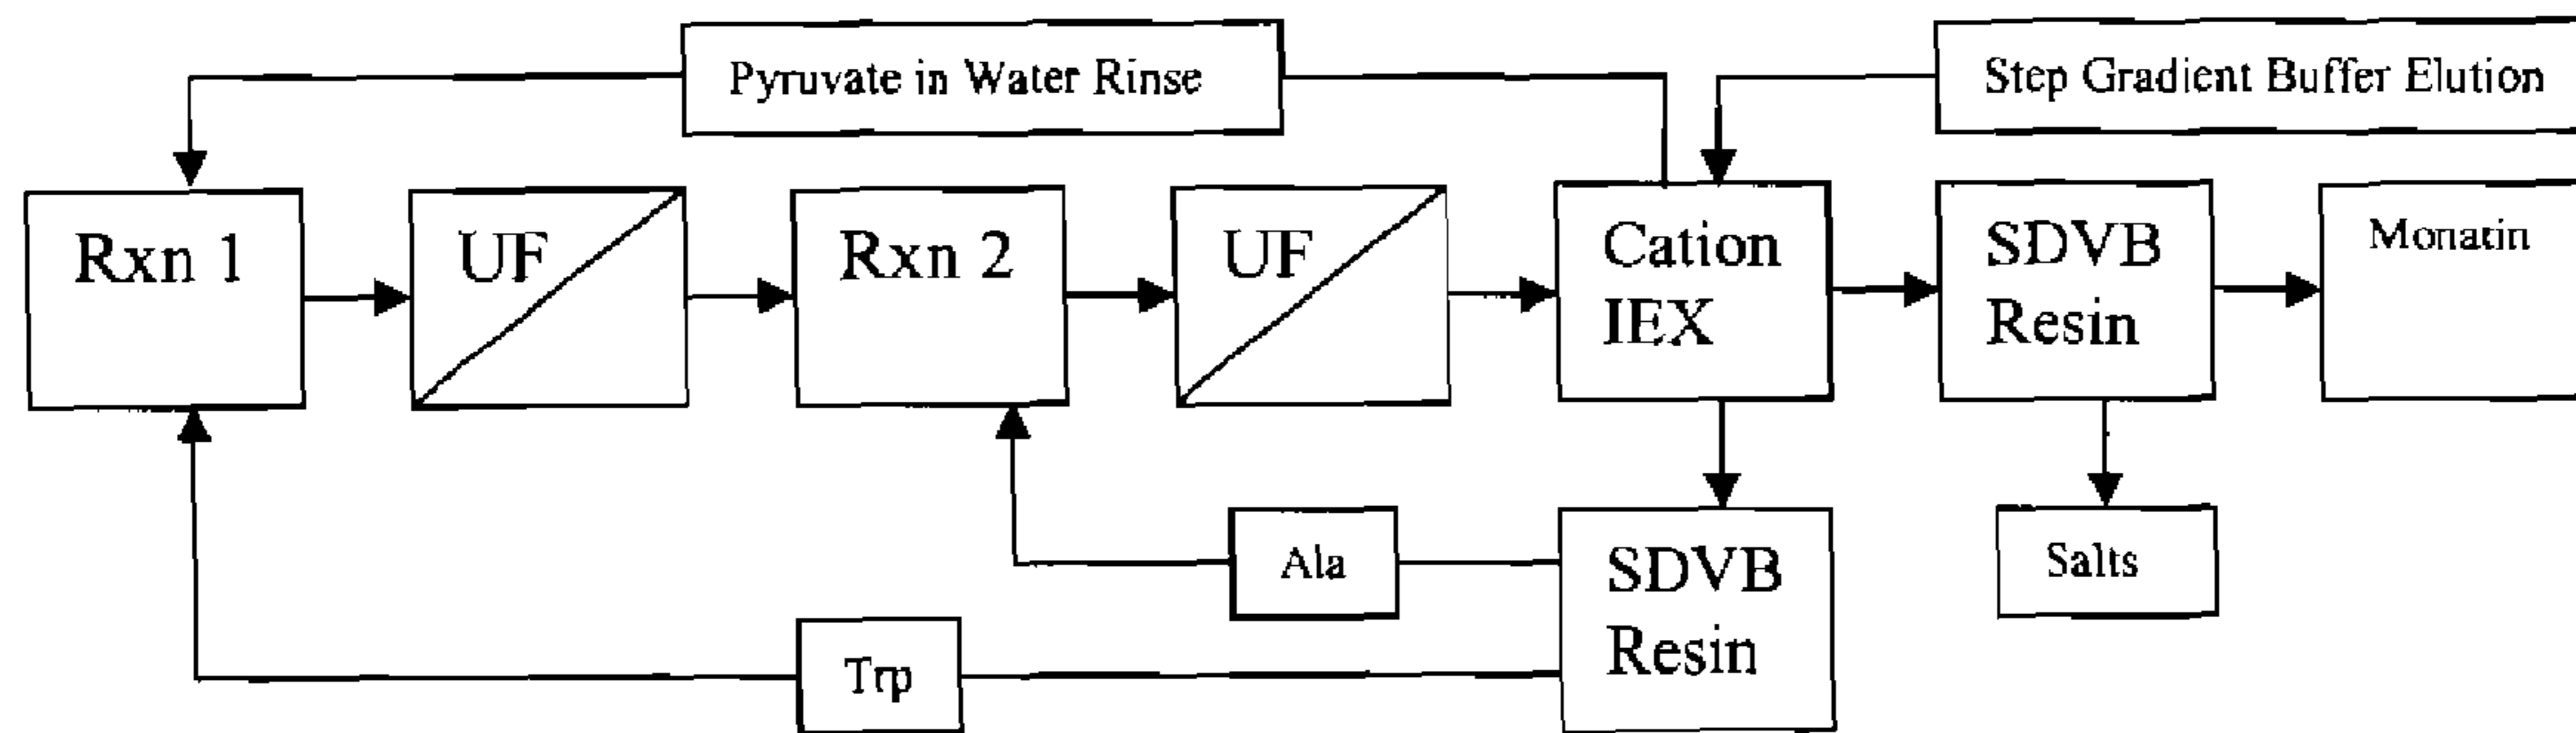 Pyruvate in Water Rinse
Step Gradient Buffer Elution
Rxn 1
UF
Rxn 2
UF
Cation
IEX
SDVB
Resin
Monatin
Ala
SDVB
Resin
Salts
Trp